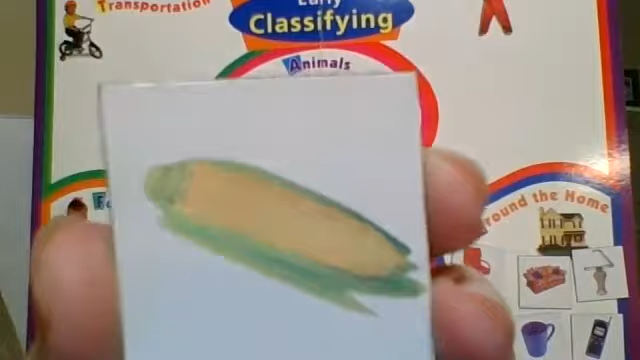 Transportation
Early
Classifying
Animals
Around the Home